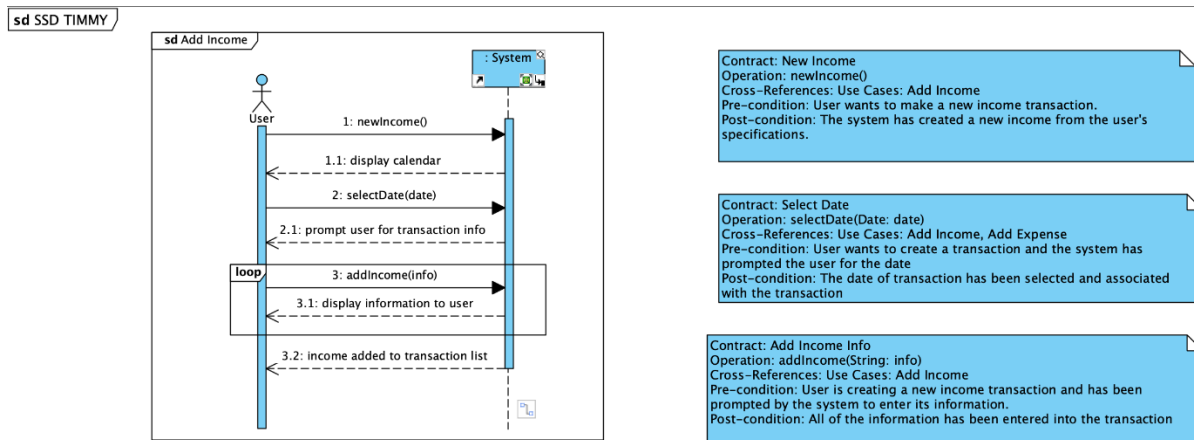 sd SSD TIMMY
sd Add Income
: System
User
1: newIncome()
1.1: display calendar
2: selectDate(date)
2.1: prompt user for transaction info
loop
3: addIncome(info)
3.1: display information to user
3.2: income added to transaction list
Contract: New Income
Operation: newIncome()
Cross-References: Use Cases: Add Income
Pre-condition: User wants to make a new income transaction.
Post-condition: The system has created a new income from the user's
specifications.
Contract: Select Date
Operation: selectDate(Date: date)
Cross-References: Use Cases: Add Income, Add Expense
Pre-condition: User wants to create a transaction and the system has
prompted the user for the date
Post-condition: The date of transaction has been selected and associated
with the transaction
Contract: Add Income Info
Operation: addIncome(String: info)
Cross-References: Use Cases: Add Income
Pre-condition: User is creating a new income transaction and has been
prompted by the system to enter its information.
Post-condition: All of the information has been entered into the transaction